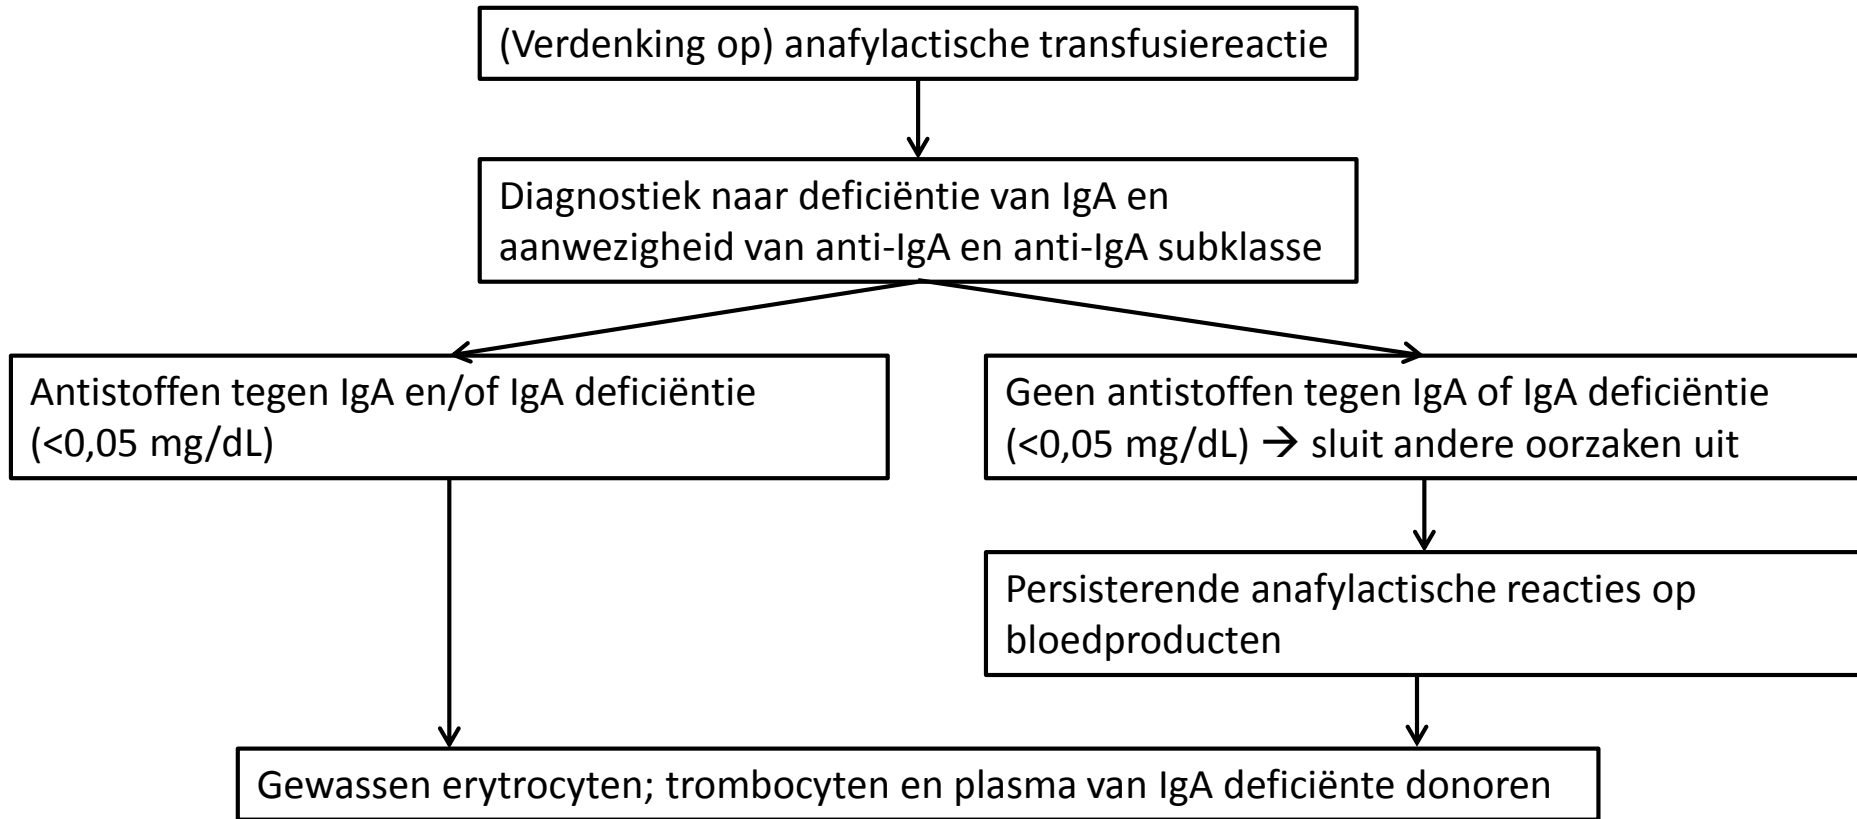 (Verdenking op) anafylactische transfusiereactie
Diagnostiek naar deficiëntie van IgA en
aanwezigheid van anti-IgA en anti-IgA subklasse
Antistoffen tegen IgA en/of IgA deficiëntie
(<0,05 mg/dL)
Geen antistoffen tegen IgA of IgA deficiëntie
(<0,05 mg/dL) → sluit andere oorzaken uit
Persisterende anafylactische reacties op
bloedproducten
Gewassen erytrocyten; trombocyten en plasma van IgA deficiënte donoren